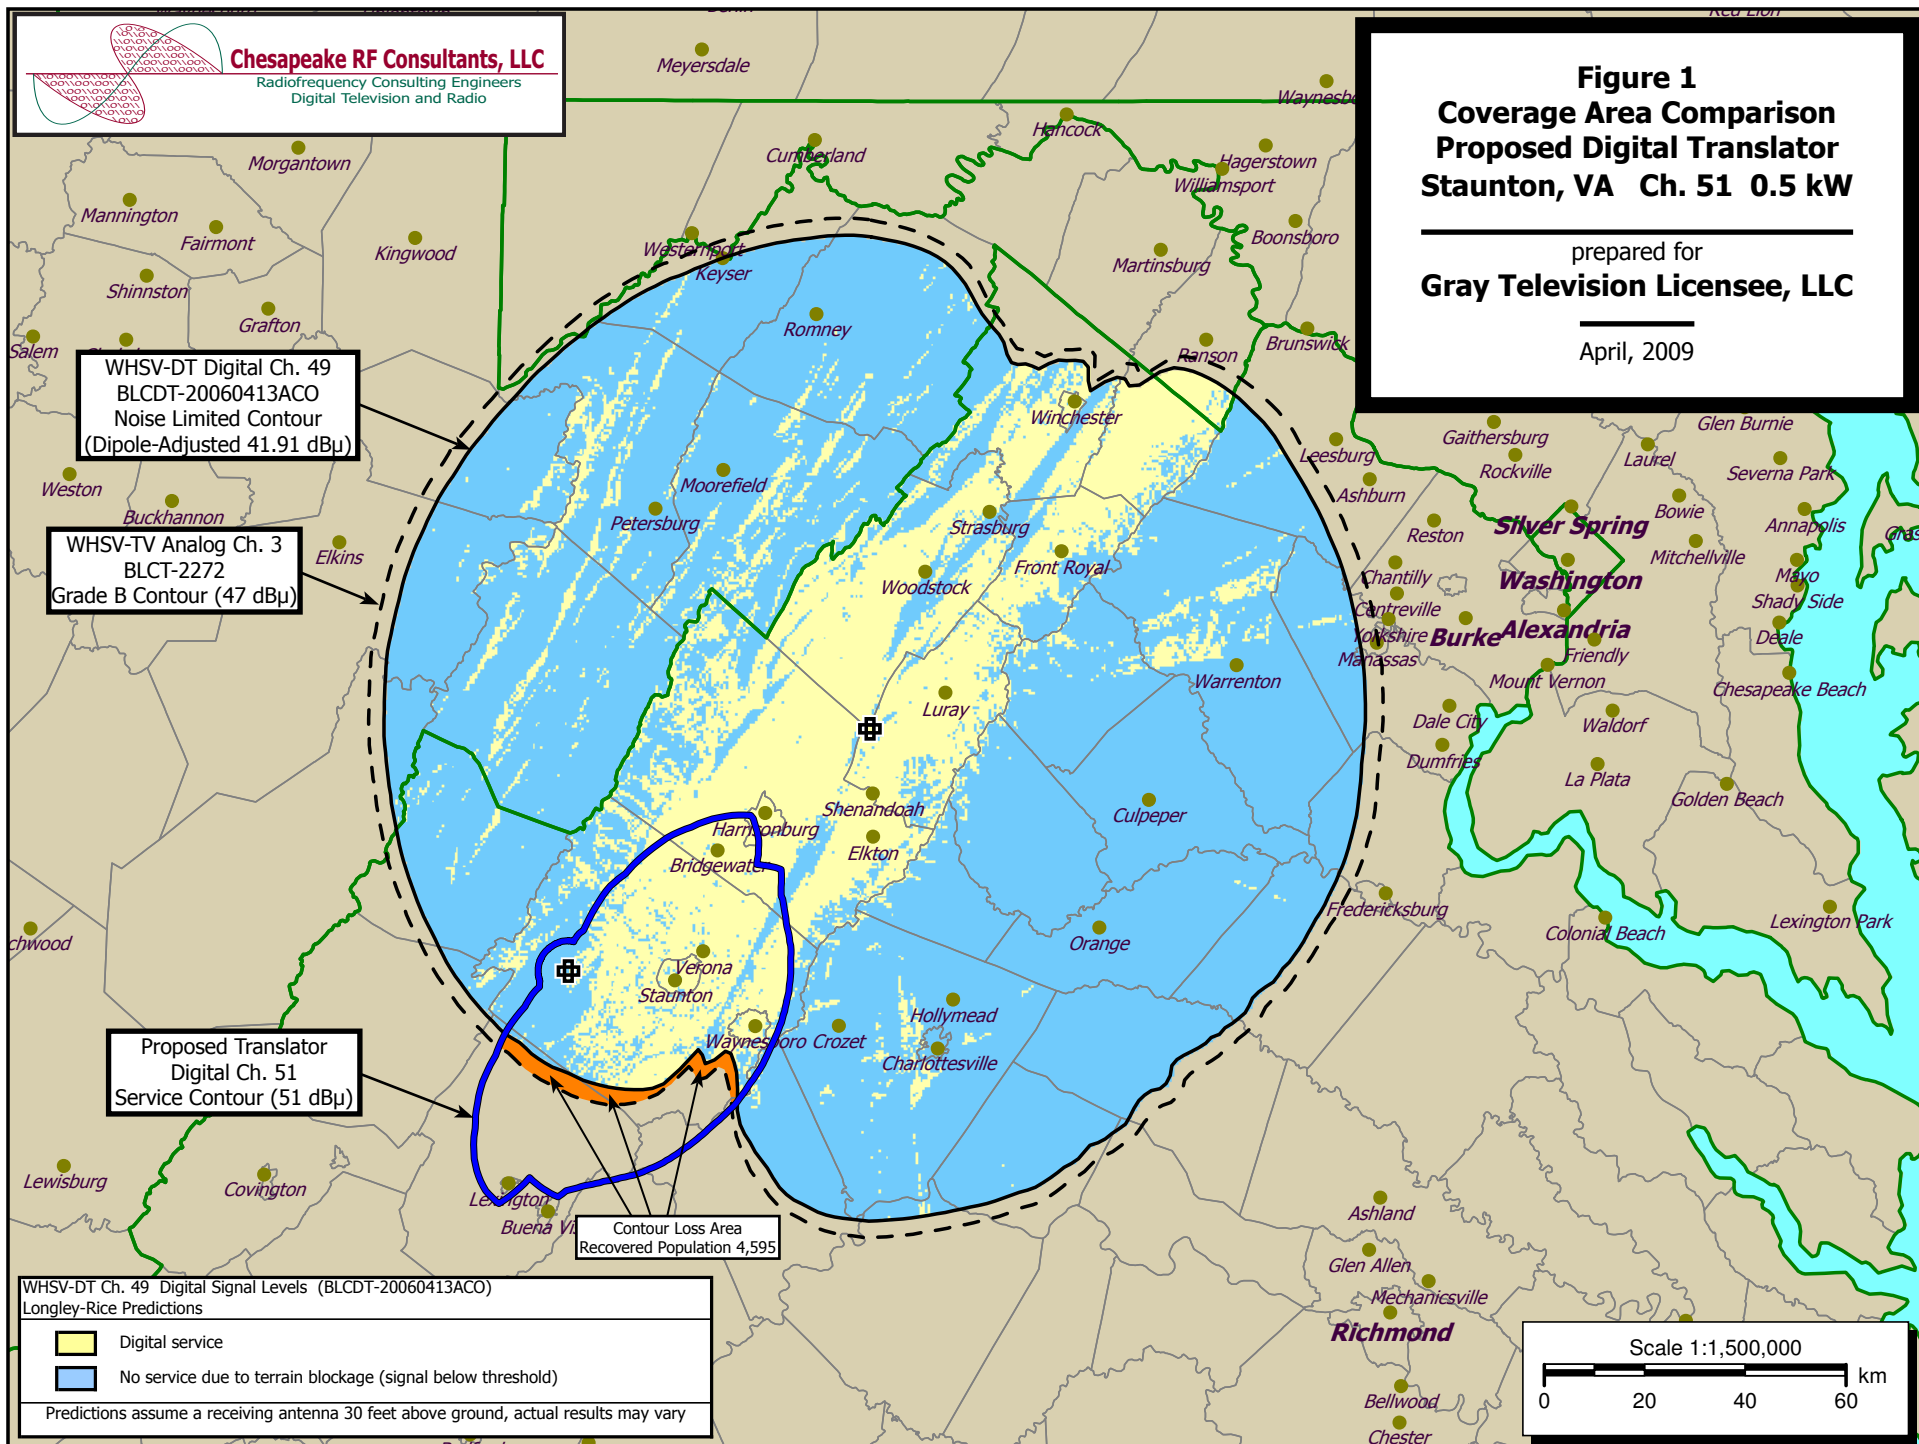 Chesapeake RF Consultants, LLC
Radiofrequency Consulting Engineers
Digital Television and Radio
Figure 1
Coverage Area Comparison
Proposed Digital Translator
Staunton, VA Ch. 51 0.5 kW
prepared for
Gray Television Licensee, LLC
April, 2009
Meyersdale
Hancock
Cumberland
Hagerstown
Williamsport
Morgantown
Mannington
Fairmont
Kingwood
Westernport
Keyser
Boonsboro
Martinsburg
Shinnston
Grafton
Romney
Salem
Ranson
Brunswick
WHSV-DT Digital Ch. 49
BLCDT-20060413ACO
Noise Limited Contour
(Dipole-Adjusted 41.91 dBµ)
Winchester
Glen Burnie
Gaithersburg
Rockville
Laurel
Leesburg
Severna Park
Weston
Moorefield
Ashburn
Bowie
Buckhannon
Petersburg
Strasburg
Reston
Silver Spring
Annapolis
WHSV-TV Analog Ch. 3
BLCT-2272
Grade B Contour (47 dBµ)
Elkins
Mitchellville
Front Royal
Woodstock
Chantilly
Washington
Mayo
Shady Side
Centreville
Yorkshire
Burke
Alexandria
Deale
Manassas
Friendly
Warrenton
Mount Vernon
Chesapeake Beach
Luray
Dale City
Waldorf
Dumfries
La Plata
Golden Beach
Shenandoah
Culpeper
Harrisonburg
Elkton
Bridgewater
Fredericksburg
Lexington Park
Colonial Beach
Orange
Verona
Staunton
Hollymead
Waynesboro
Crozet
Charlottesville
Proposed Translator
Digital Ch. 51
Service Contour (51 dBµ)
Lewisburg
Covington
Lexington
Buena Vi
Contour Loss Area
Recovered Population 4,595
Ashland
Glen Allen
Mechanicsville
Richmond
Bellwood
Chester
WHSV-DT Ch. 49 Digital Signal Levels (BLCDT-20060413ACO)
Longley-Rice Predictions
Digital service
No service due to terrain blockage (signal below threshold)
Predictions assume a receiving antenna 30 feet above ground, actual results may vary
Scale 1:1,500,000
km
0 20 40 60